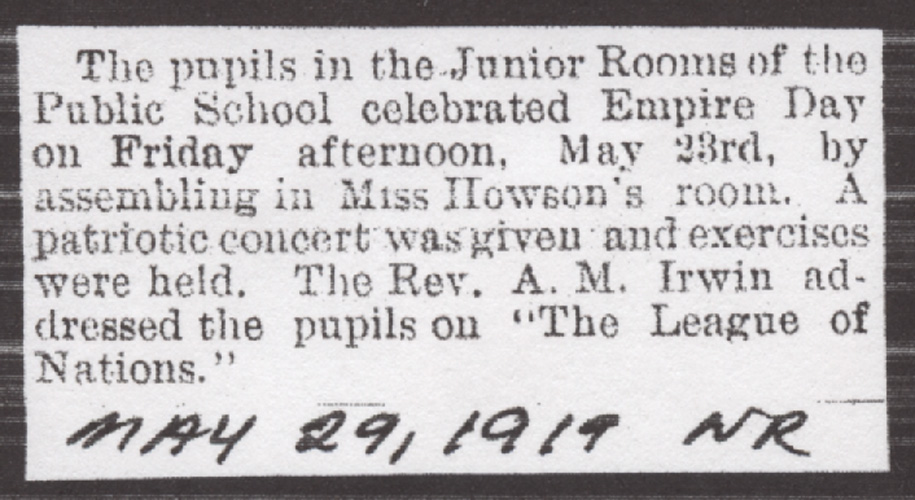 The pupils in the Junior Rooms of the
Public School celebrated Empire Day
on Friday afternoon, May 23rd, by
assembling in Miss Howson's room. A
patriotic concert was given and exercises
were held. The Rev. A. M. Irwin ad-
dressed the pupils on "The League of
Nations."
MAY 29, 1919 NR